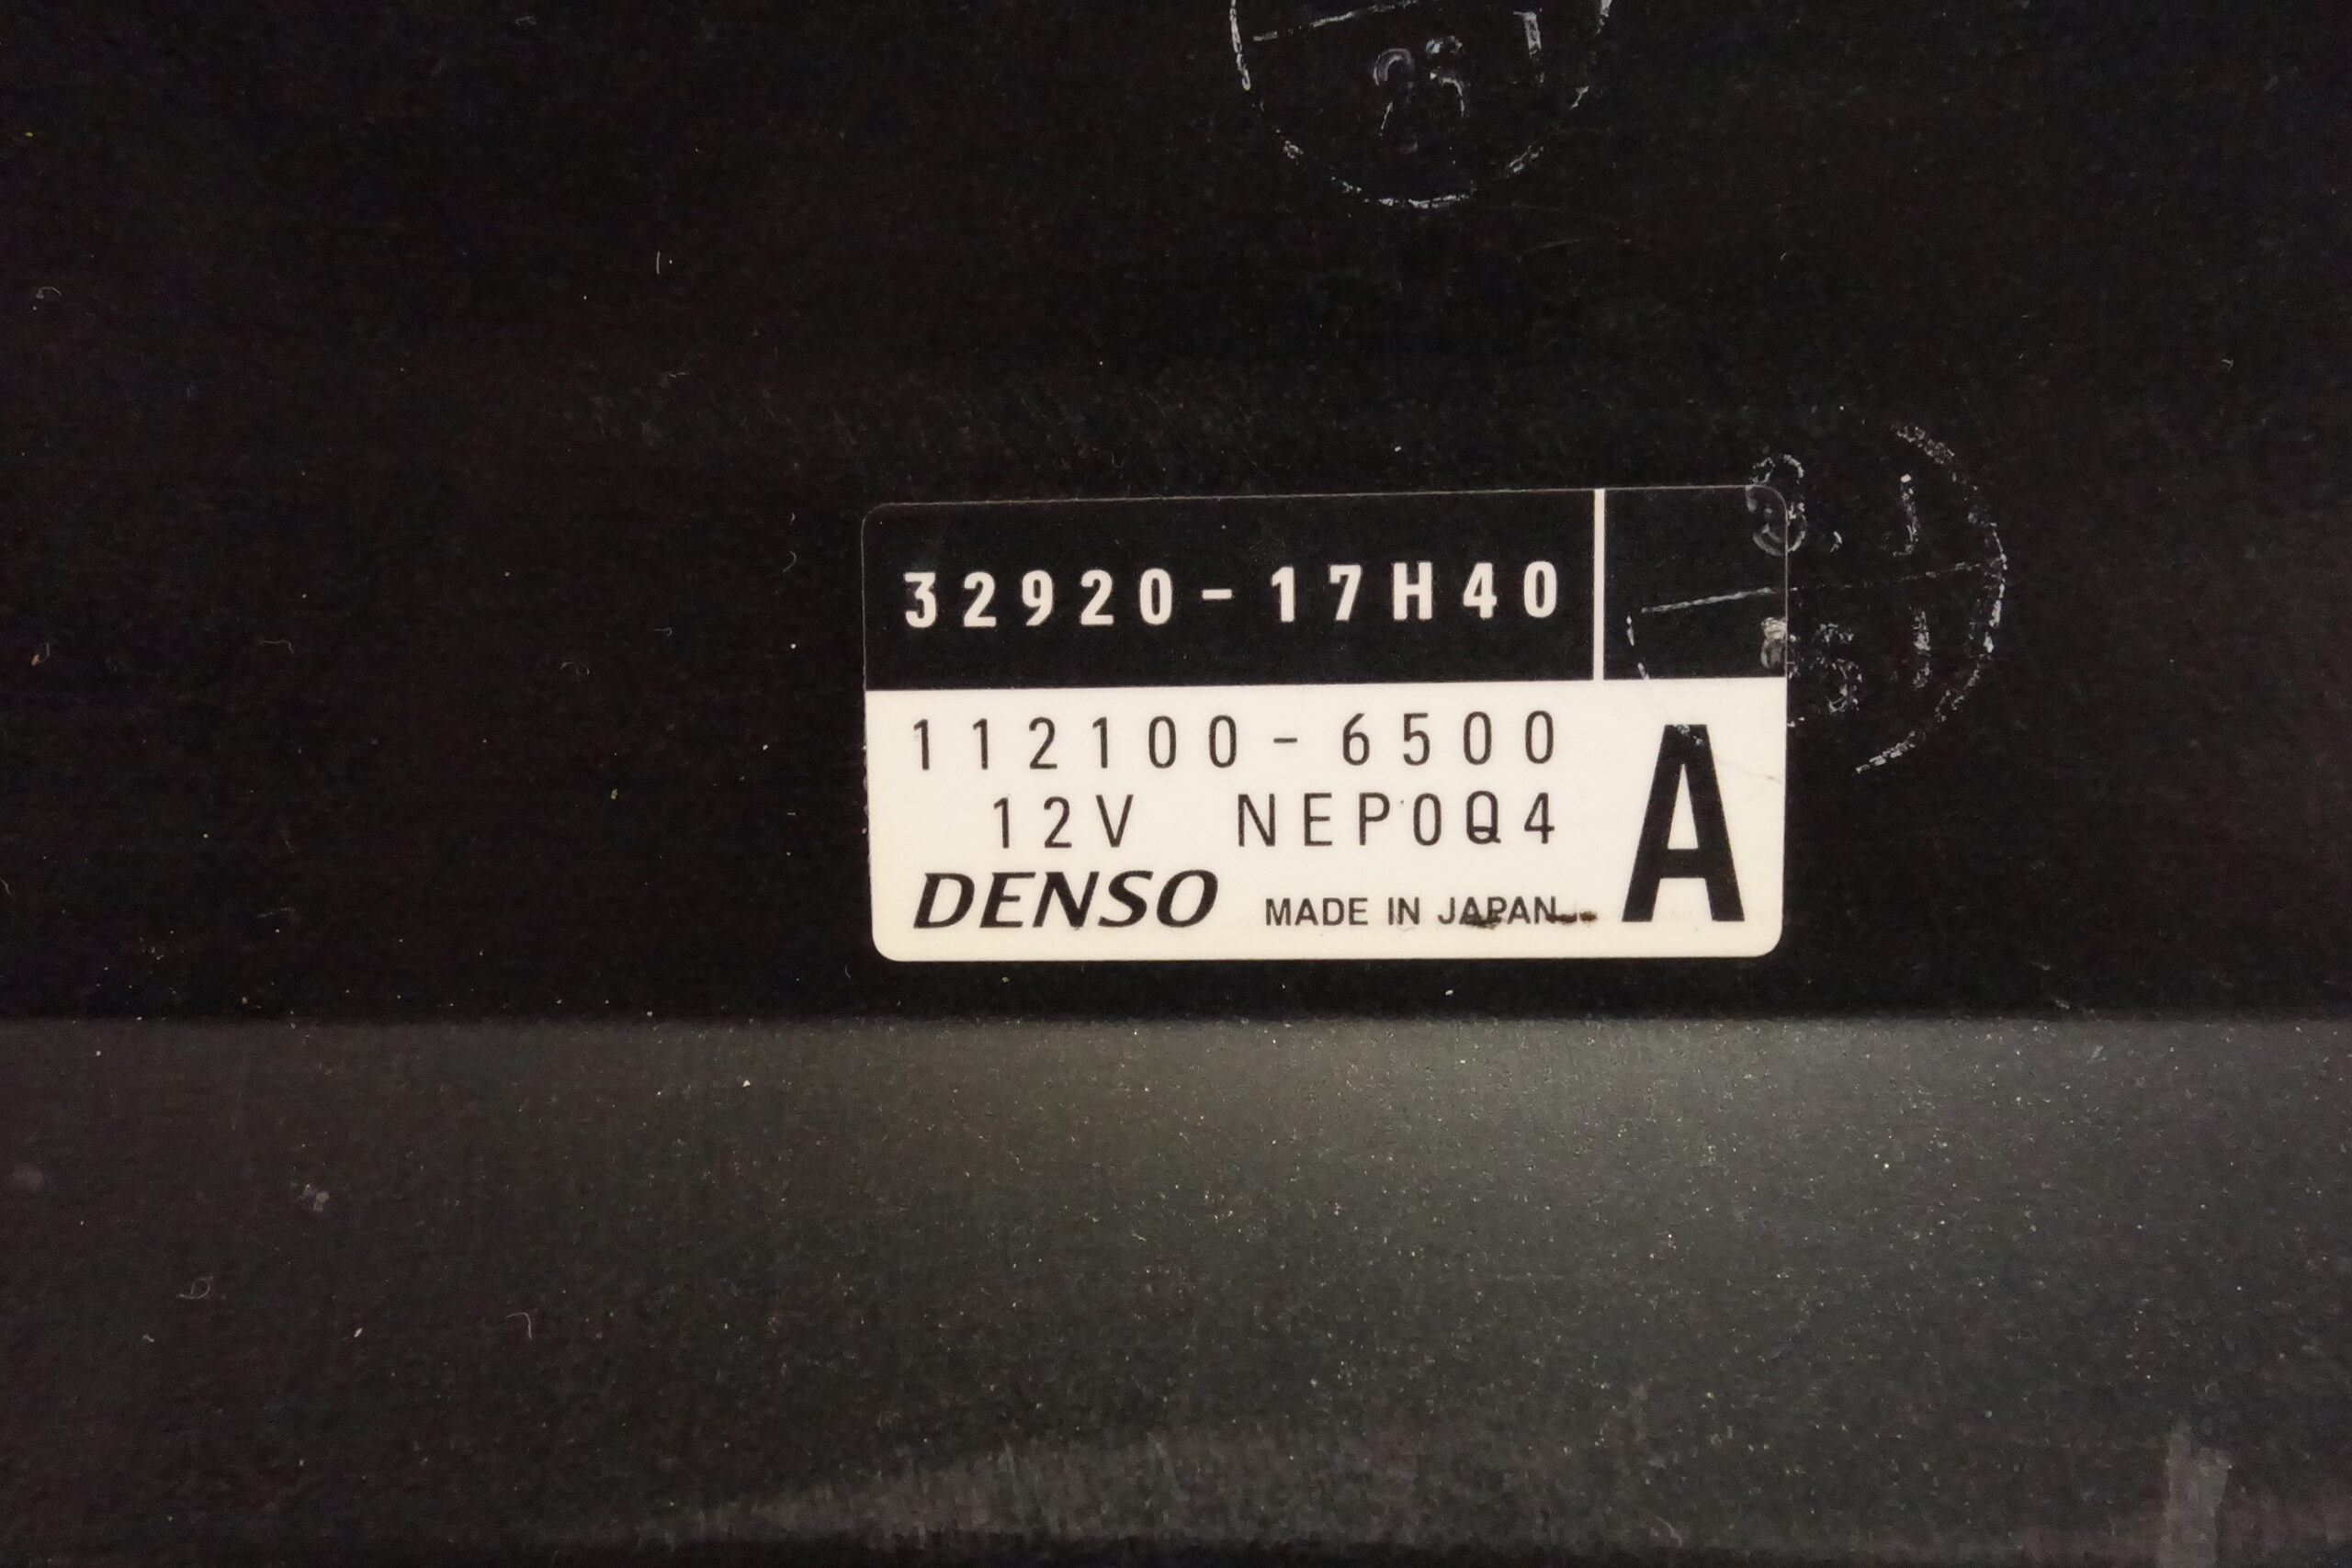 32920-17H40
112100-6500
12V NEP0Q4
DENSO MADE IN JAPAN
A